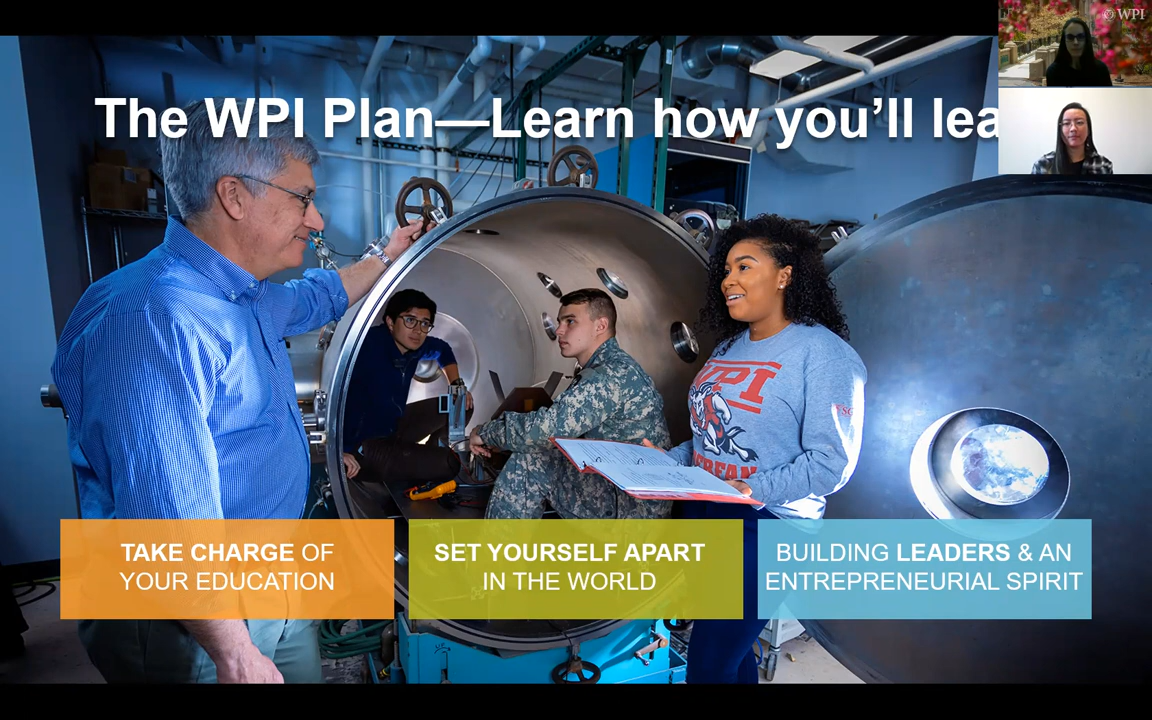 WPI
The WPI Plan—Learn how you'll lea
WPI
TAKE CHARGE OF
YOUR EDUCATION
SET YOURSELF APART
IN THE WORLD
BUILDING LEADERS & AN
ENTREPRENEURIAL SPIRIT